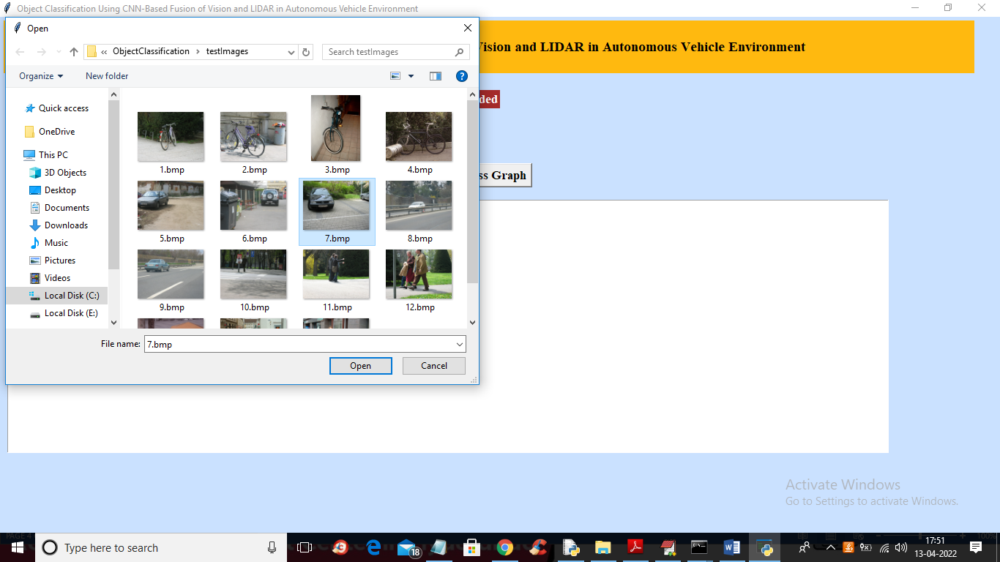 Object Classification Using CNN-Based Fusion of Vision and LIDAR in Autonomous Vehicle Environment
Open
Vision and LIDAR in Autonomous Vehicle Environment
« ObjectClassification › testImages
Search testImages
Organize
New folder
ded
Quick access
OneDrive
This PC
3D Objects
Desktop
Documents
Downloads
Music
Pictures
Videos
Local Disk (C:)
Local Disk (E:)
1.bmp 2.bmp 3.bmp 4.bmp
ss Graph
5.bmp 6.bmp 7.bmp 8.bmp
9.bmp 10.bmp 11.bmp 12.bmp
File name: 7.bmp
Open Cancel
Activate Windows
Go to Settings to activate Windows.
Type here to search
18
100%
17:51
13-04-2022